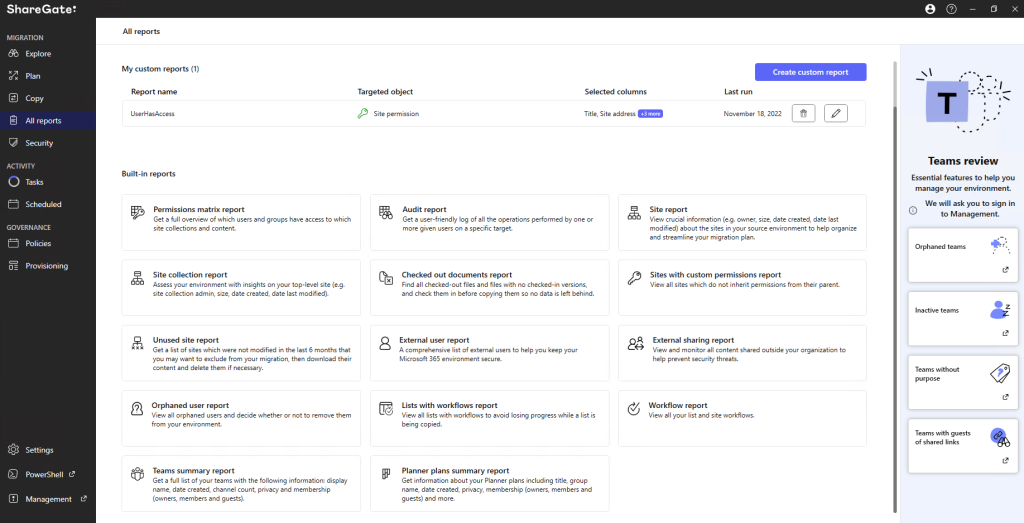 ShareGate
MIGRATION
Explore
Plan
Copy
All reports
Security
ACTIVITY
Tasks
Scheduled
GOVERNANCE
Policies
Provisioning
Settings
PowerShell
Management
All reports
My custom reports (1)
Create custom report
Report name Targeted object Selected columns Last run
UserHasAccess Site permission Title, Site address +3 more November 18, 2022
Built-in reports
Permissions matrix report
Get a full overview of which users and groups have access to which
site collections and content.
Audit report
Get a user-friendly log of all the operations performed by one or
more given users on a specific target.
Site report
View crucial information (e.g. owner, size, date created, date last
modified) about the sites in your source environment to help organize
and streamline your migration plan.
Site collection report
Assess your environment with insights on your top-level site (e.g.
site collection admin, size, date created, date last modified).
Checked out documents report
Find all checked-out files and files with no checked-in versions,
and check them in before copying them so no data is left behind.
Sites with custom permissions report
View all sites which do not inherit permissions from their parent.
Unused site report
Get a list of sites which were not modified in the last 6 months that
you may want to exclude from your migration, then download their
content and delete them if necessary.
External user report
A comprehensive list of external users to help you keep your
Microsoft 365 environment secure.
External sharing report
View and monitor all content shared outside your organization to
help prevent security threats.
Orphaned user report
View all orphaned users and decide whether or not to remove them
from your environment.
Lists with workflows report
View all lists with workflows to avoid losing progress while a list is
being copied.
Workflow report
View all your list and site workflows.
Teams summary report
Get a full list of your teams with the following information: display
name, date created, channel count, privacy and membership
(owners, members and guests).
Planner plans summary report
Get information about your Planner plans including title, group
name, date created, privacy, membership (owners, members and
guests) and more.
T
Teams review
Essential features to help you
manage your environment.
We will ask you to sign in
to Management.
Orphaned teams
Inactive teams
Teams without
purpose
Teams with guests
of shared links